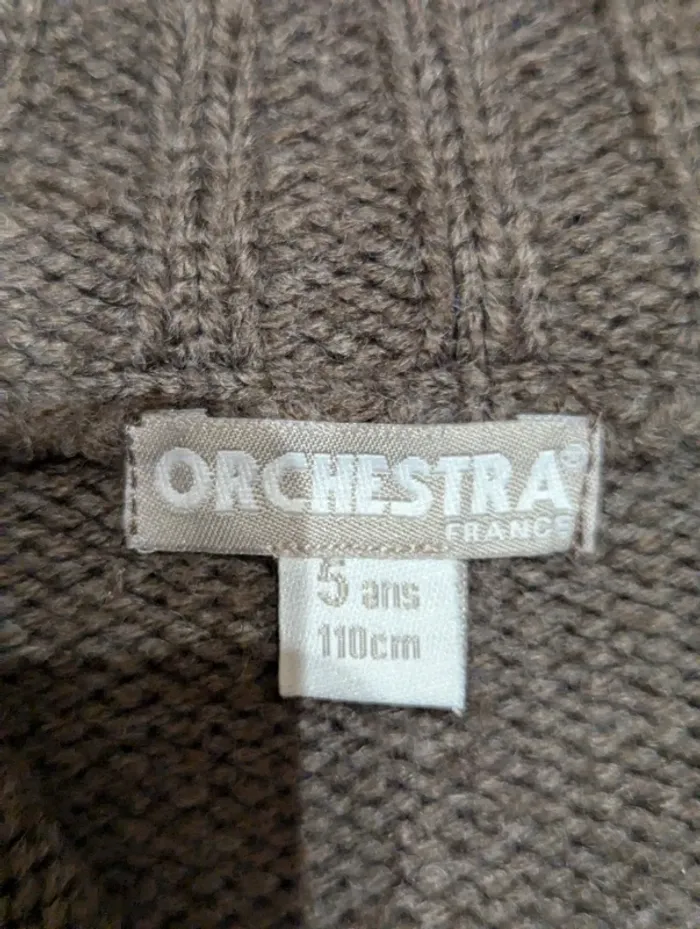 ORCHESTRA®
FRANCE
5 ans
110cm